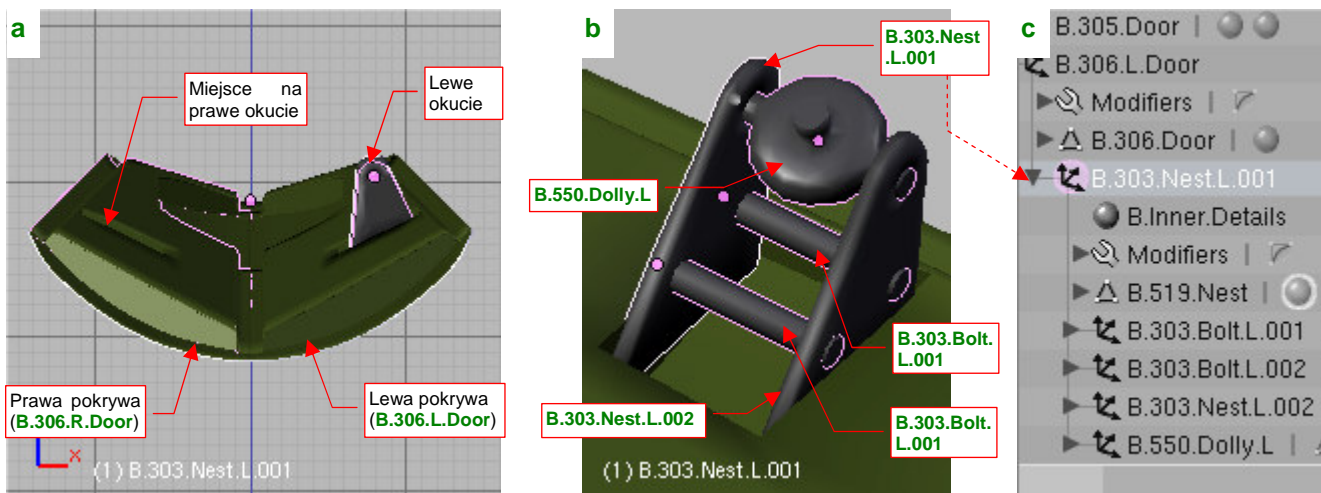 a
Miejsce na
prawe okucie
Lewe
okucie
Prawa pokrywa
(B.306.R.Door)
Lewa pokrywa
(B.306.L.Door)
x
(1) B.303.Nest.L.001
b
B.303.Nest
.L.001
B.550.Dolly.L
B.303.Bolt.
L.001
B.303.Nest.L.002
B.303.Bolt.
L.001
(1) B.303.Nest.L.001
c
B.305.Door
B.306.L.Door
Modifiers
B.306.Door
B.303.Nest.L.001
B.Inner.Details
Modifiers
B.519.Nest
B.303.Bolt.L.001
B.303.Bolt.L.002
B.303.Nest.L.002
B.550.Dolly.L